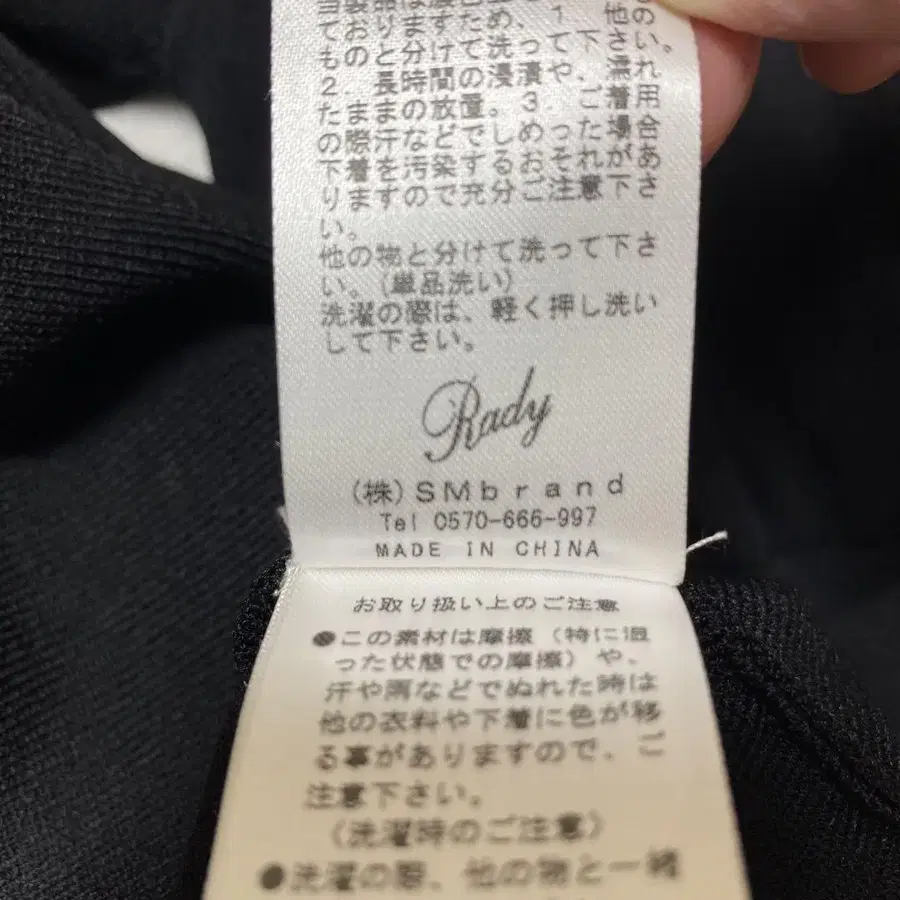 当て
りますほ分けて洗って下さい。
も長時間の浸漬や、濡れ
たままの放置。3.ご着用
の際汗などでしめった場合
下着を汚染するおそれがあ
りますので充分ご注意下さ
い。
他の物と分けて洗って下さ
い。(単品洗い)
洗濯の際は、軽く押し洗い
して下さい。
Rady
(株)SMbrand
Tel 0570-666-997
MADE IN CHINA
お取り扱い上のご注意
●この素材は摩擦(特に湿
った状態での摩擦)や、
汗や雨などでぬれた時は
他の衣料や下着に色が移
る事がありますので、ご
注意下さい。
〈洗濯時のご注意〉
●洗濯の際、他の物と一緒